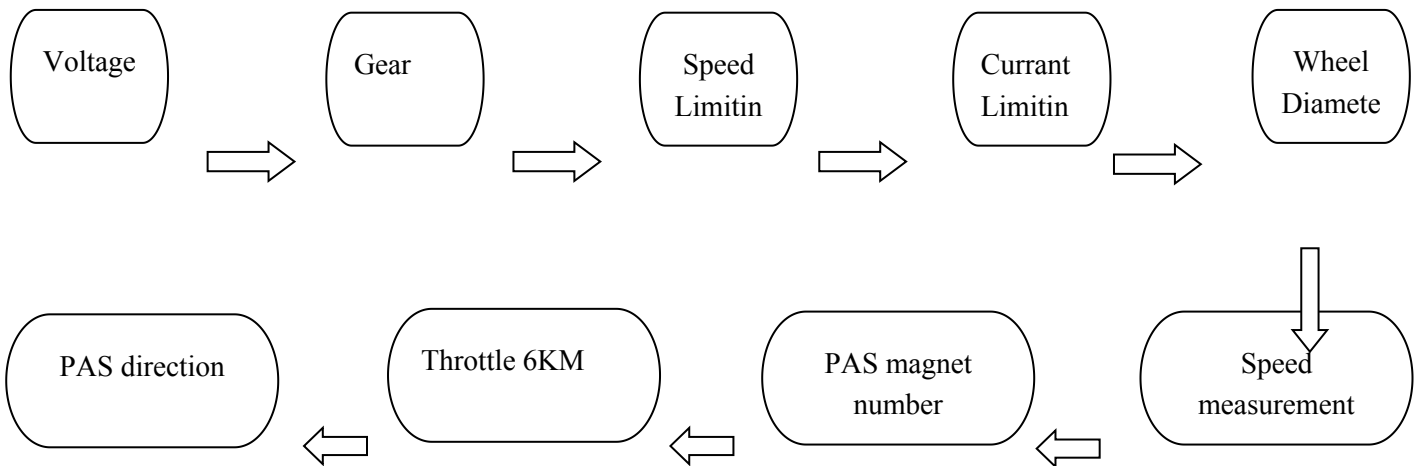 Voltage
Gear
Speed
Limitin
Currant
Limitin
Wheel
Diamete
Speed
measurement
PAS magnet
number
Throttle 6KM
PAS direction